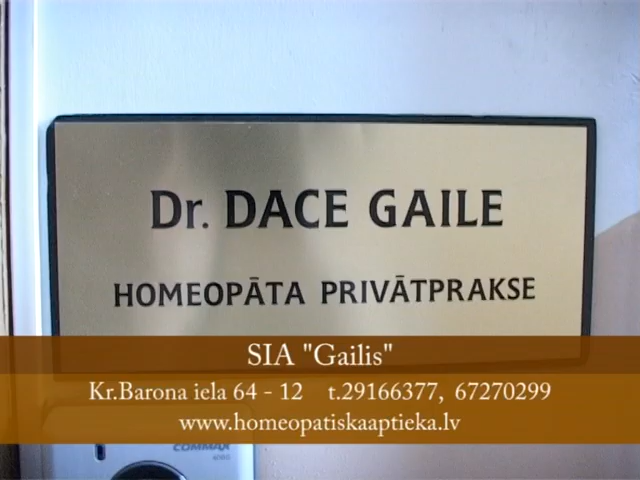 Dr. DACE GAILE
HOMEOPĀTA PRIVĀTPRAKSE
SIA "Gailis"
Kr.Barona iela 64 - 12 t.29166377, 67270299
www.homeopatiskaaptieka.lv
COMMAX